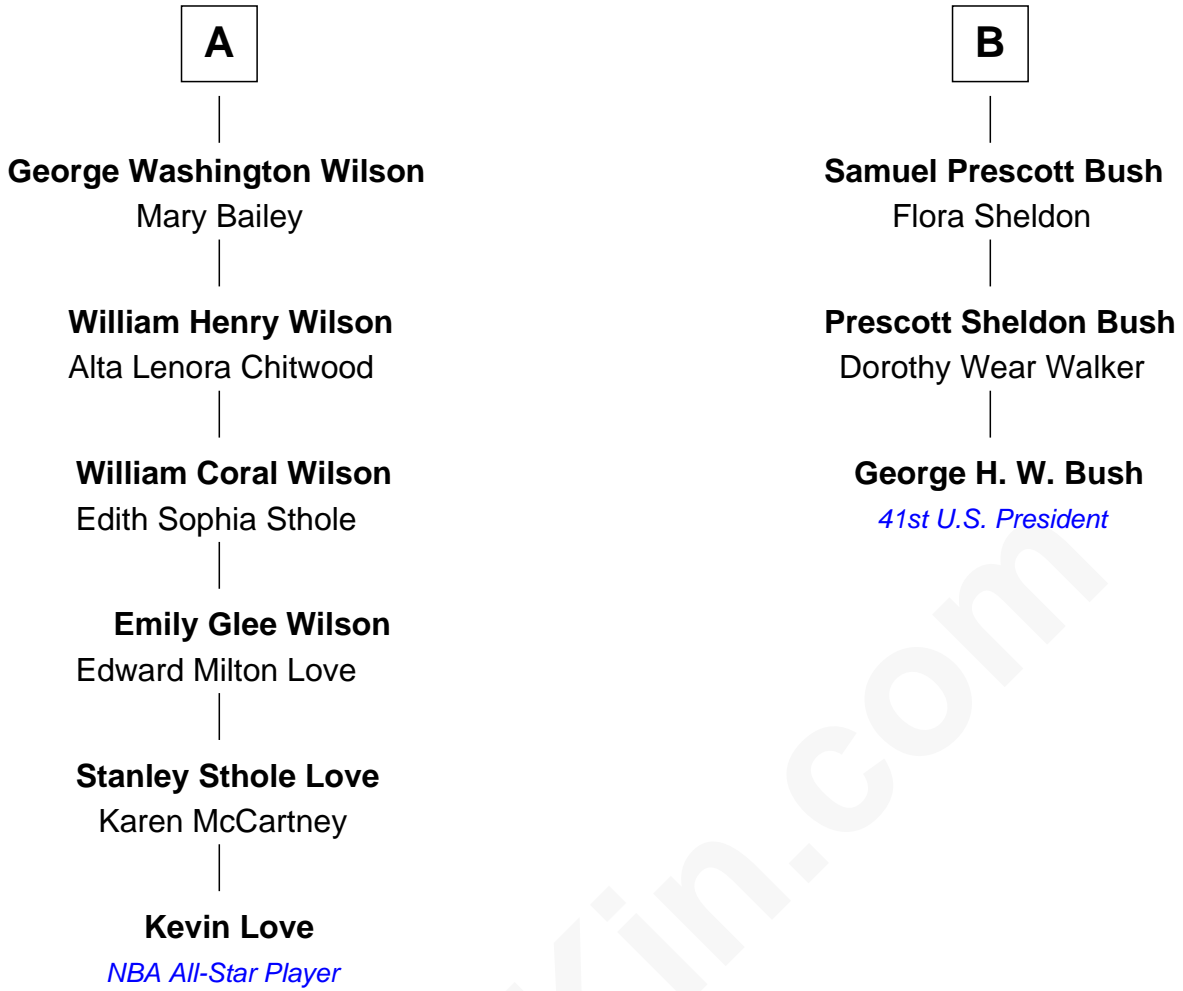 A
George Washington Wilson
Mary Bailey
William Henry Wilson
Alta Lenora Chitwood
William Coral Wilson
Edith Sophia Sthole
Emily Glee Wilson
Edward Milton Love
Stanley Sthole Love
Karen McCartney
Kevin Love
NBA All-Star Player
B
Samuel Prescott Bush
Flora Sheldon
Prescott Sheldon Bush
Dorothy Wear Walker
George H. W. Bush
41st U.S. President
Kin.com